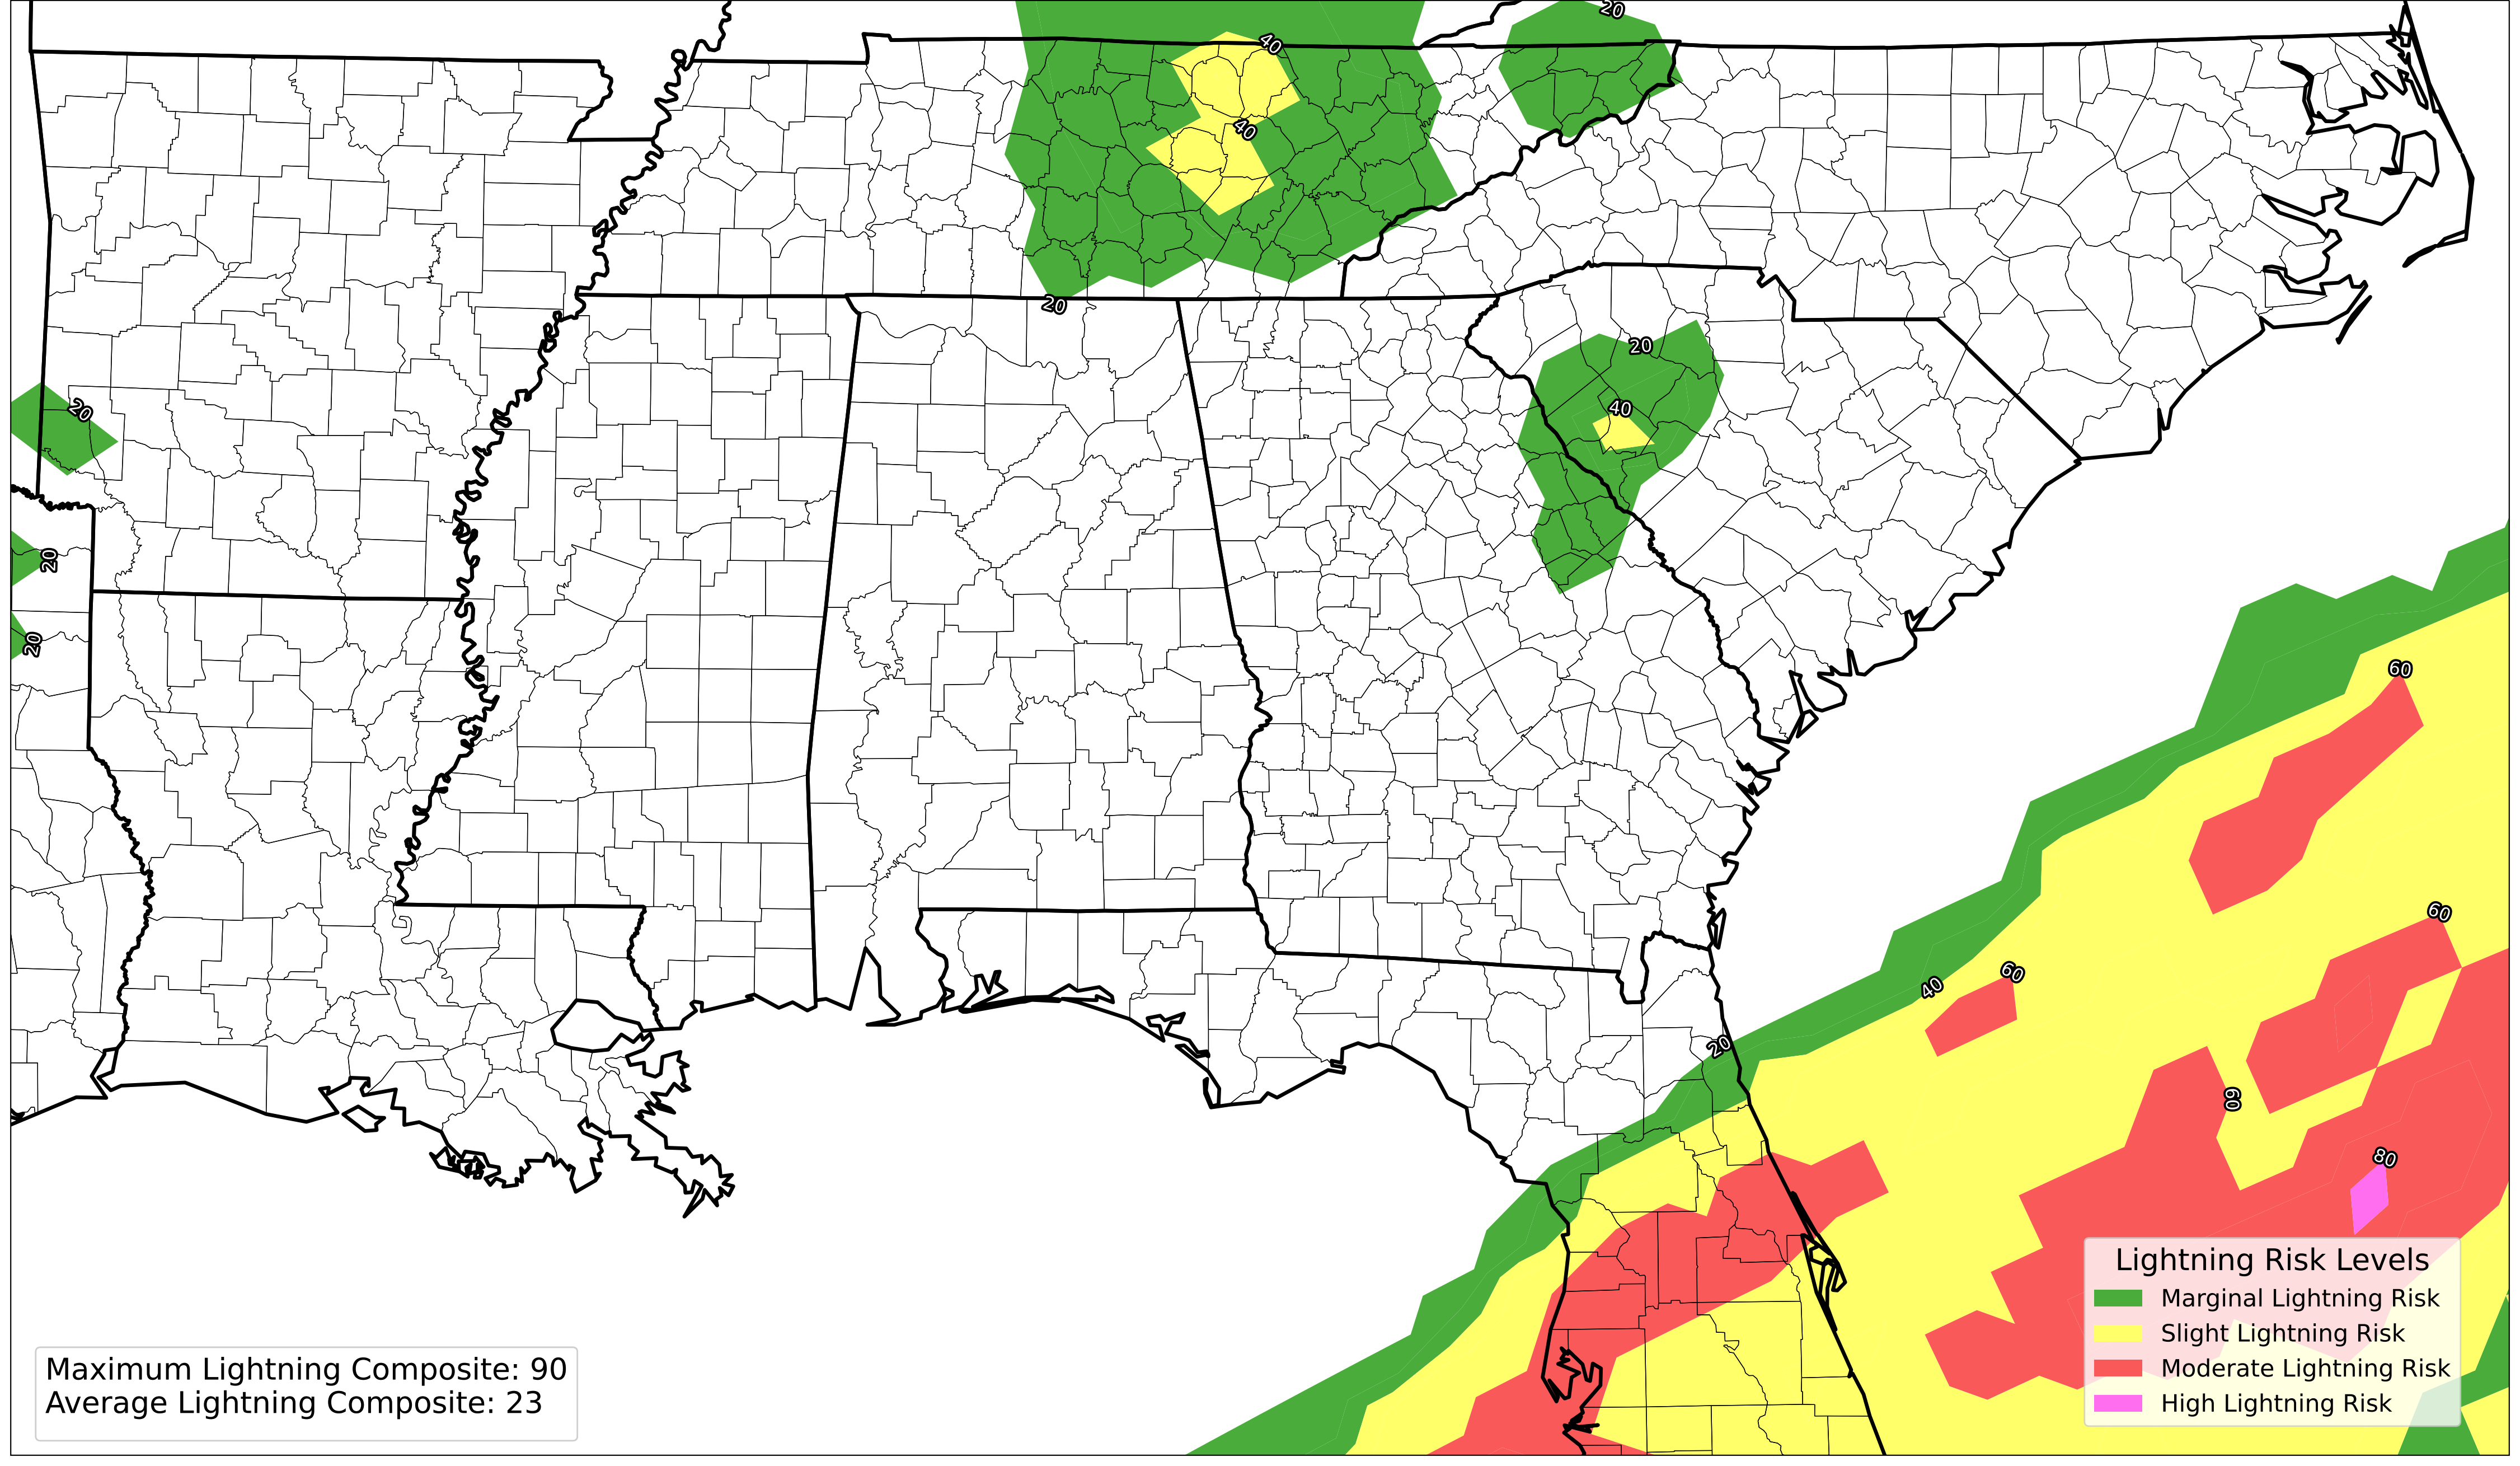 20
40
40
20
20
40
20
20
20
60
60
40
60
20
60
80
Lightning Risk Levels
Marginal Lightning Risk
Slight Lightning Risk
Moderate Lightning Risk
High Lightning Risk
Maximum Lightning Composite: 90
Average Lightning Composite: 23